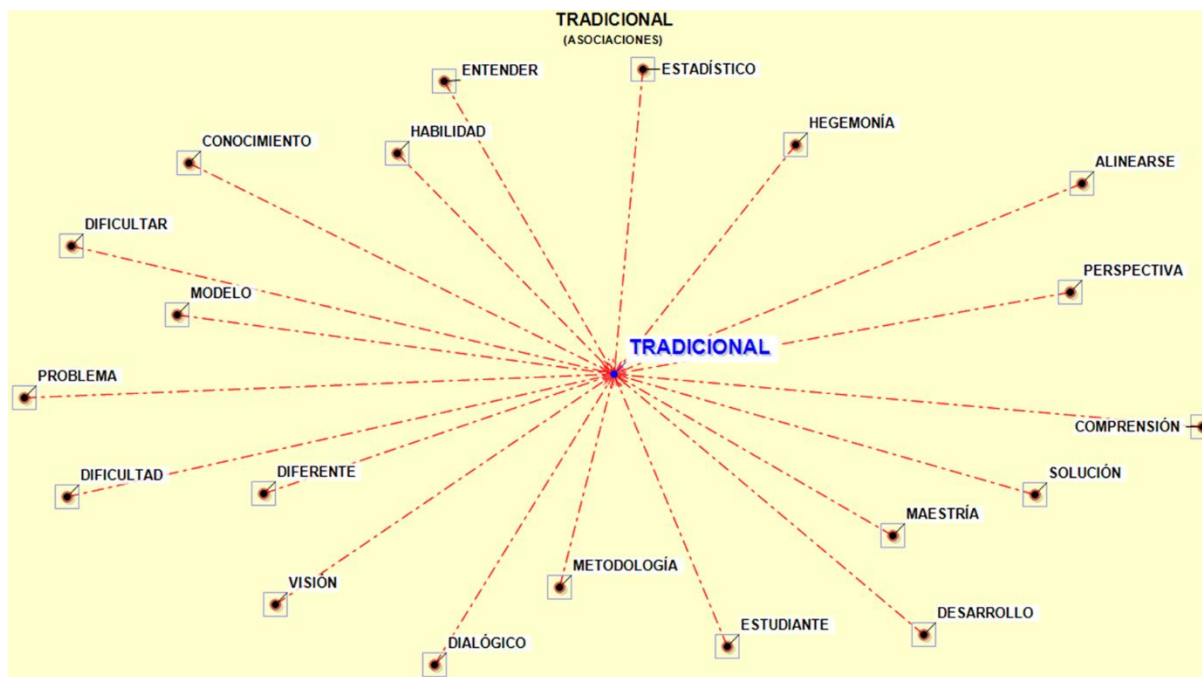 TRADICIONAL
(ASOCIACIONES)
ENTENDER
ESTADÍSTICO
HABILIDAD
HEGEMONÍA
CONOCIMIENTO
ALINEARSE
DIFICULTAR
PERSPECTIVA
MODELO
TRADICIONAL
PROBLEMA
COMPRENSIÓN
DIFICULTAD
DIFERENTE
SOLUCIÓN
MAESTRÍA
METODOLOGÍA
VISIÓN
DESARROLLO
ESTUDIANTE
DIALÓGICO